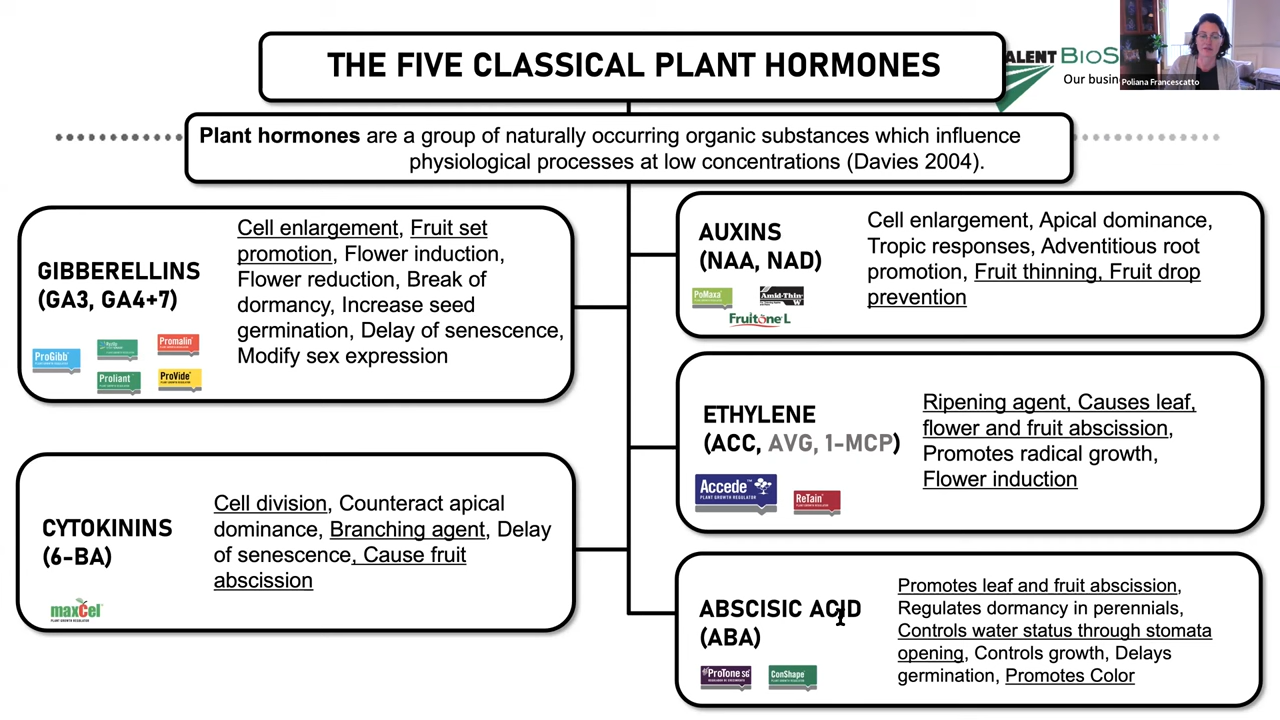 THE FIVE CLASSICAL PLANT HORMONES
ALENT BIOS
Our busin
Poliana Francescatto
Plant hormones are a group of naturally occurring organic substances which influence
physiological processes at low concentrations (Davies 2004).
GIBBERELLINS
(GA3, GA4+7)
Cell enlargement, Fruit set
promotion, Flower induction,
Flower reduction, Break of
dormancy, Increase seed
germination, Delay of senescence,
Modify sex expression
ProGibb
Promalin
Proliant
ProVide
CYTOKININS
(6-BA)
Cell division, Counteract apical
dominance, Branching agent, Delay
of senescence, Cause fruit
abscission
maxcel
PLANT GROWTH REGULATOR
AUXINS
(NAA, NAD)
Cell enlargement, Apical dominance,
Tropic responses, Adventitious root
promotion, Fruit thinning, Fruit drop
prevention
PoMaxa
Amid-Thin W
Fruitone L
ETHYLENE
(ACC, AVG, 1-MCP)
Ripening agent, Causes leaf,
flower and fruit abscission,
Promotes radical growth,
Flower induction
Accede™
PLANT GROWTH REGULATOR
ReTain
ABSCISIC ACID
(ABA)
Promotes leaf and fruit abscission,
Regulates dormancy in perennials,
Controls water status through stomata
opening, Controls growth, Delays
germination, Promotes Color
ProTone SG
ConShape